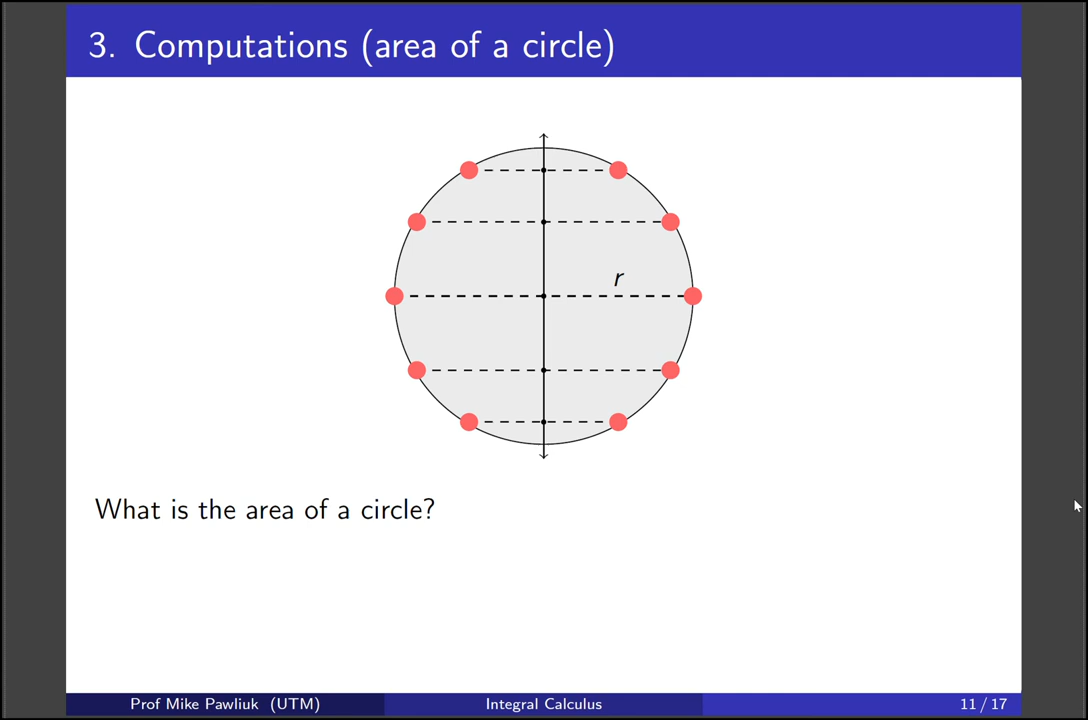 3. Computations (area of a circle)
r
What is the area of a circle?
Prof Mike Pawliuk (UTM)
Integral Calculus
11 / 17